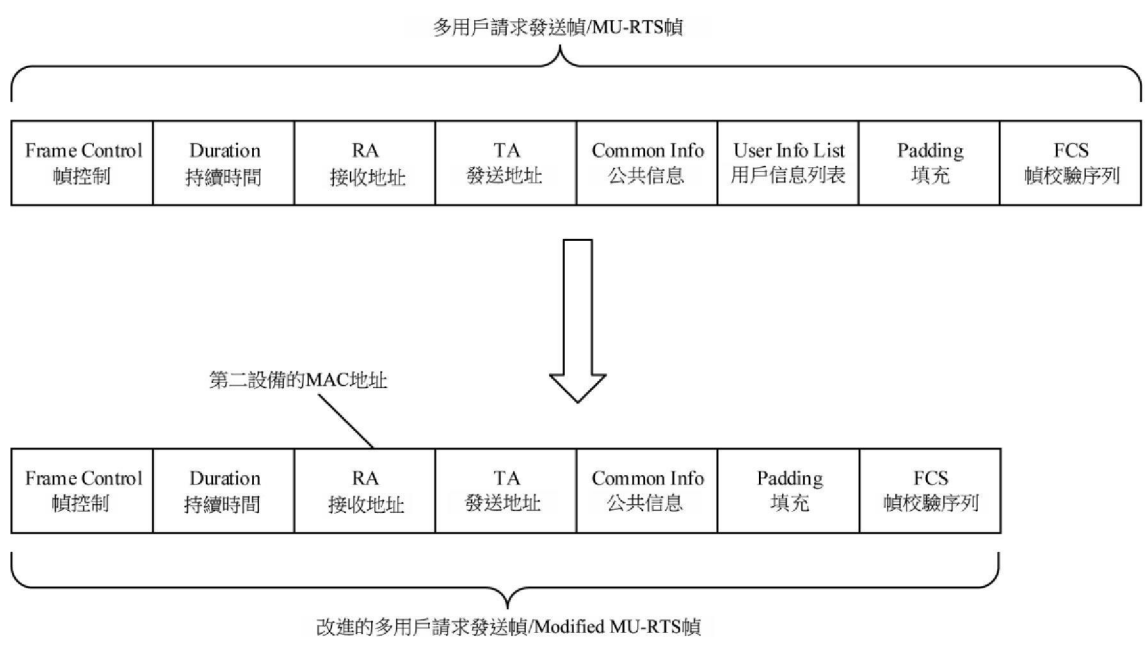 多用戶請求發送幀/MU-RTS幀
Frame Control
幀控制
Duration
持續時間
RA
接收地址
TA
發送地址
Common Info
公共信息
User Info List
用戶信息列表
Padding
填充
FCS
幀校驗序列
第二設備的MAC地址
Frame Control
幀控制
Duration
持續時間
RA
接收地址
TA
發送地址
Common Info
公共信息
Padding
填充
FCS
幀校驗序列
改進的多用戶請求發送幀/Modified MU-RTS幀